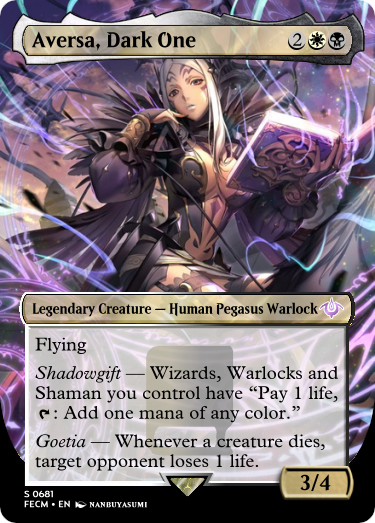 Aversa, Dark One 2
Legendary Creature — Human Pegasus Warlock
Flying
Shadowgift — Wizards, Warlocks and
Shaman you control have “Pay 1 life,
: Add one mana of any color.”
Goetia — Whenever a creature dies,
target opponent loses 1 life.
3/4
S 0681
FECM • EN NANBUYASUMI